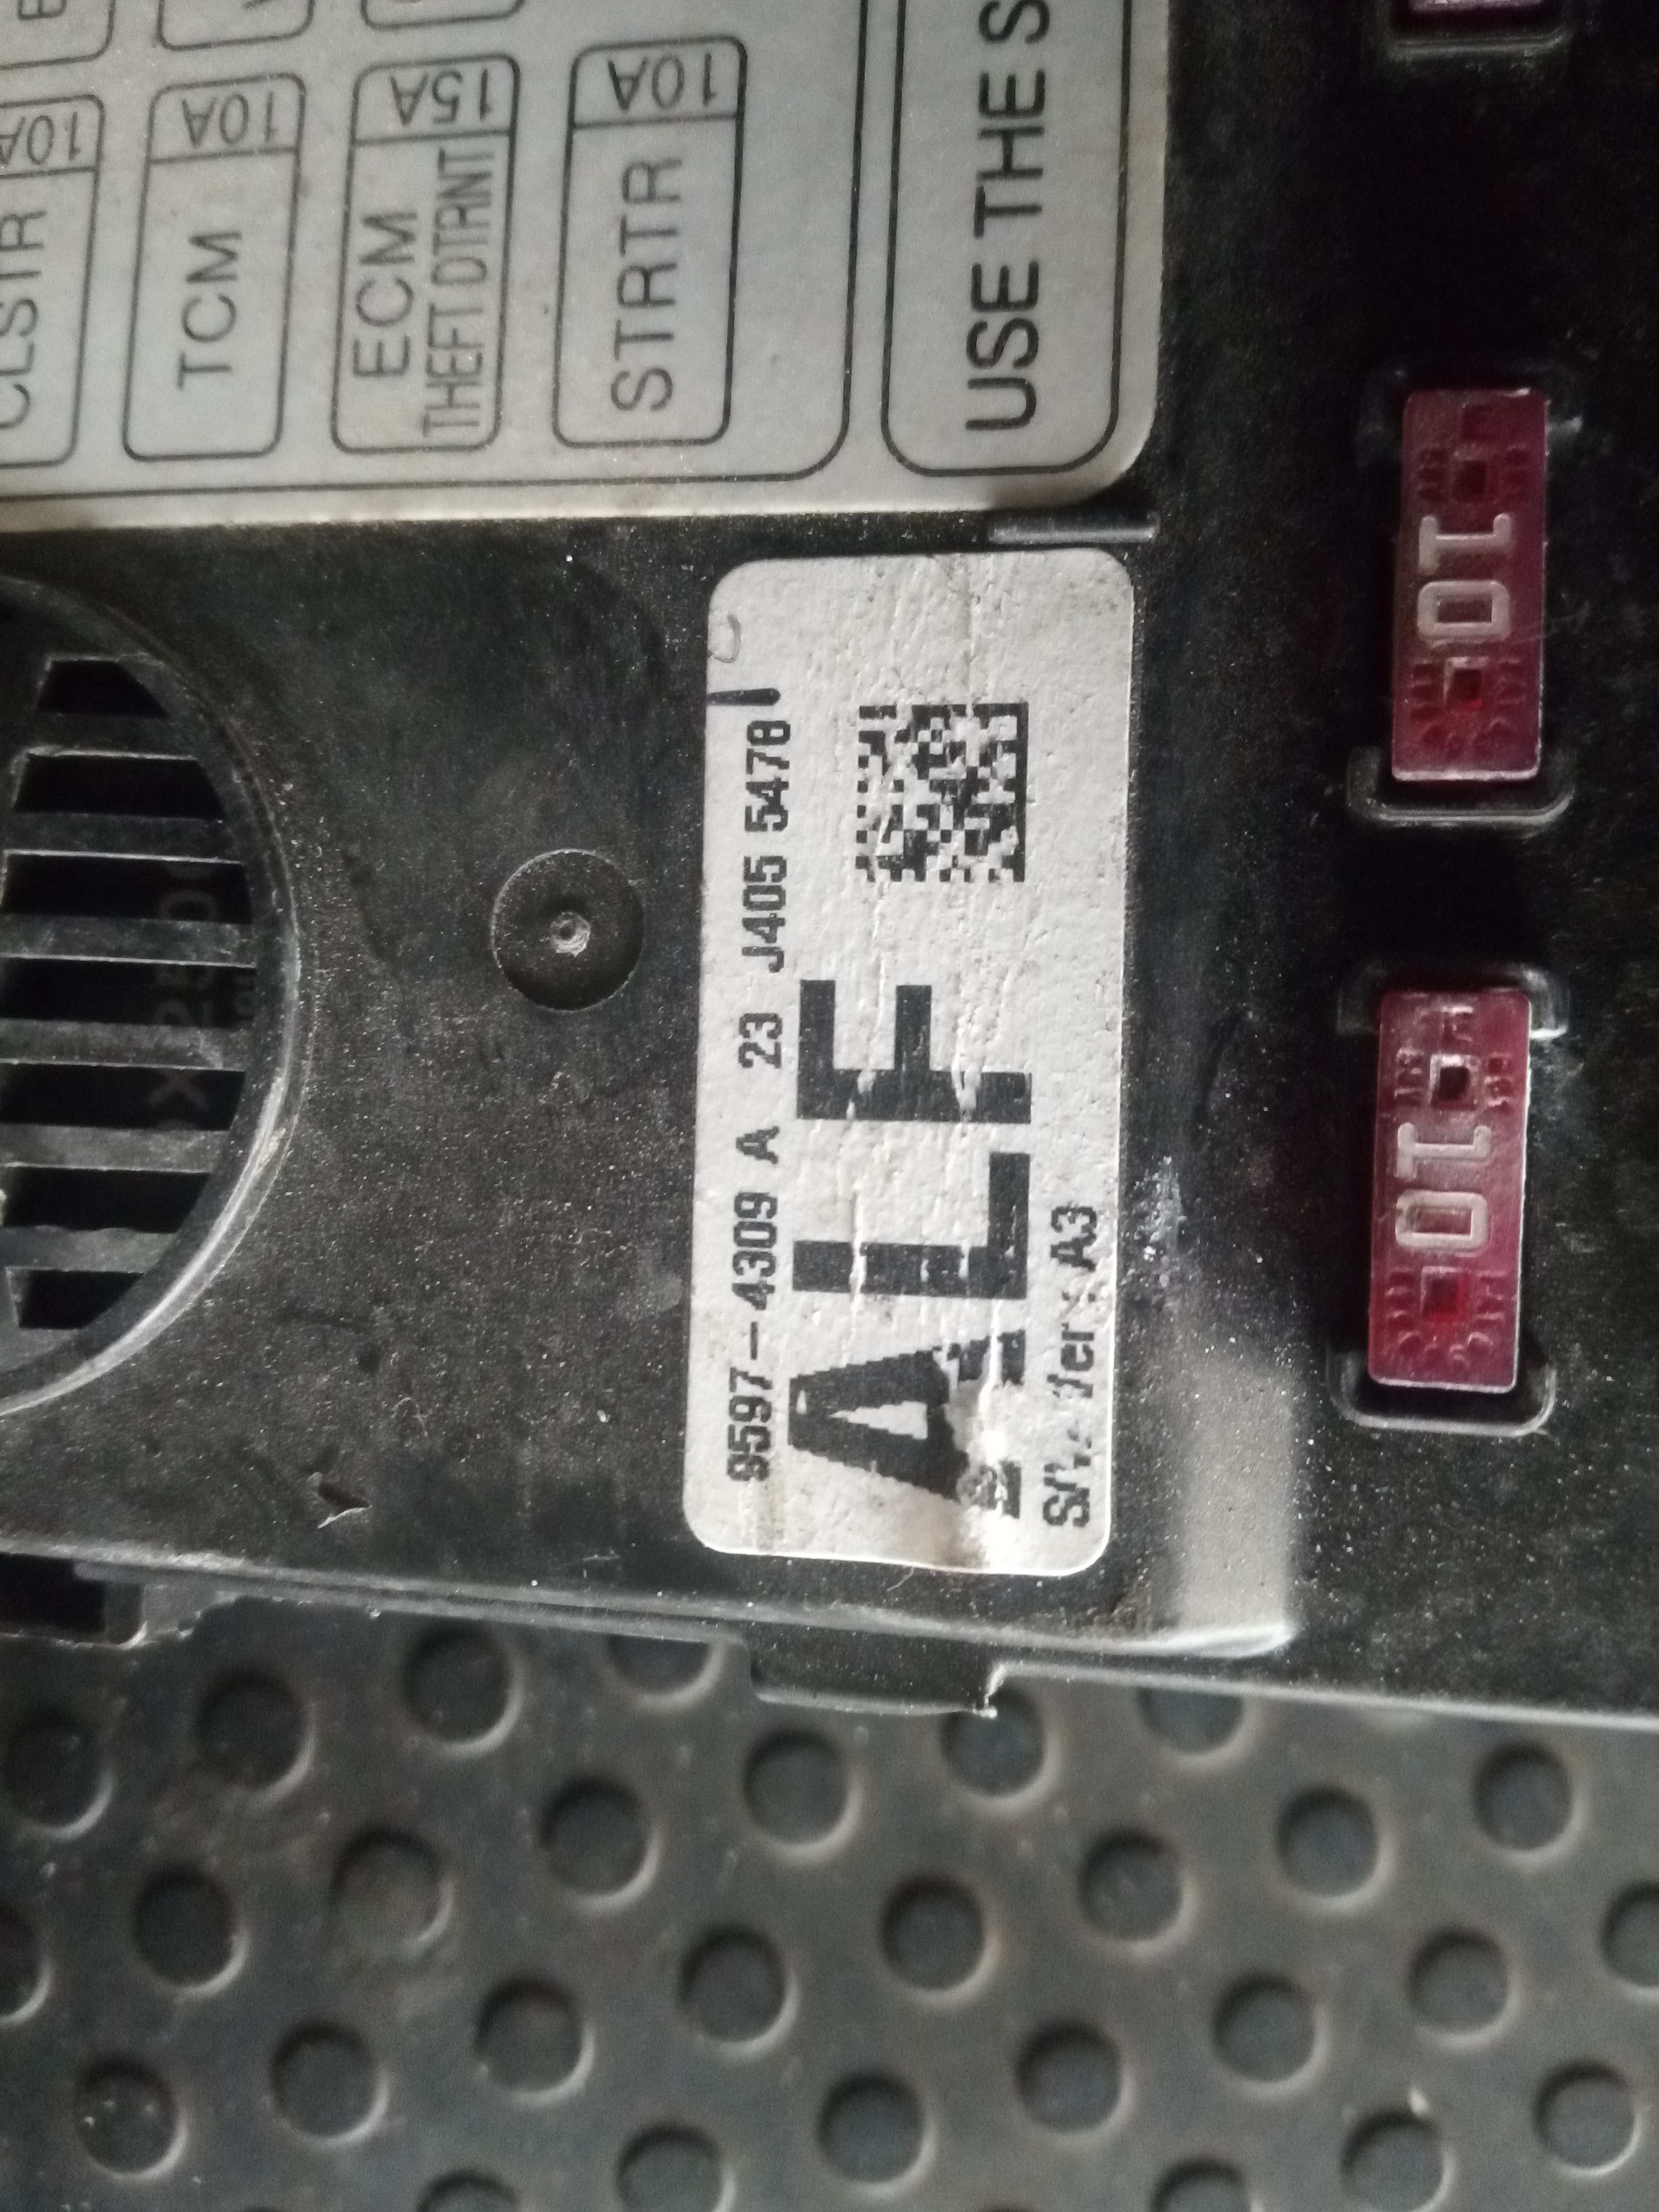 CLSTR 10A
TCM 10A
ECM 15A
THEFT DTRNT
STRTR 10A
USE THE S
9597-4309 A 23 J405 5478
ALF
A3
10
10